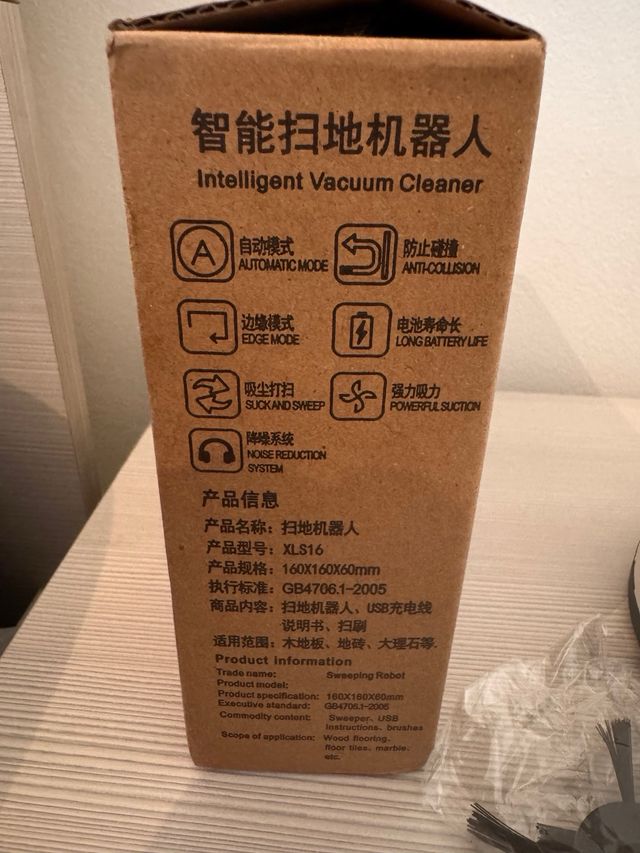 智能扫地机器人
Intelligent Vacuum Cleaner
A 自动模式 防止碰撞
AUTOMATIC MODE ANTI-COLLISION
边缘模式 电池寿命长
EDGE MODE LONG BATTERY LIFE
吸尘打扫 强力吸力
SUCK AND SWEEP POWERFUL SUCTION
降噪系统
NOISE REDUCTION
SYSTEM
产品信息
产品名称：扫地机器人
产品型号：XLS16
产品规格：160X160X60mm
执行标准：GB4706.1-2005
商品内容：扫地机器人、USB充电线
说明书、扫刷
适用范围：木地板、地砖、大理石等.
Product information
Trade name: Sweeping Robot
Product model:
Product specification: 160X160X60mm
Executive standard: GB4706.1-2005
Commodity content: Sweeper、USB
instructions、brushes
Scope of application: Wood flooring、
floor tiles、marble、
etc.